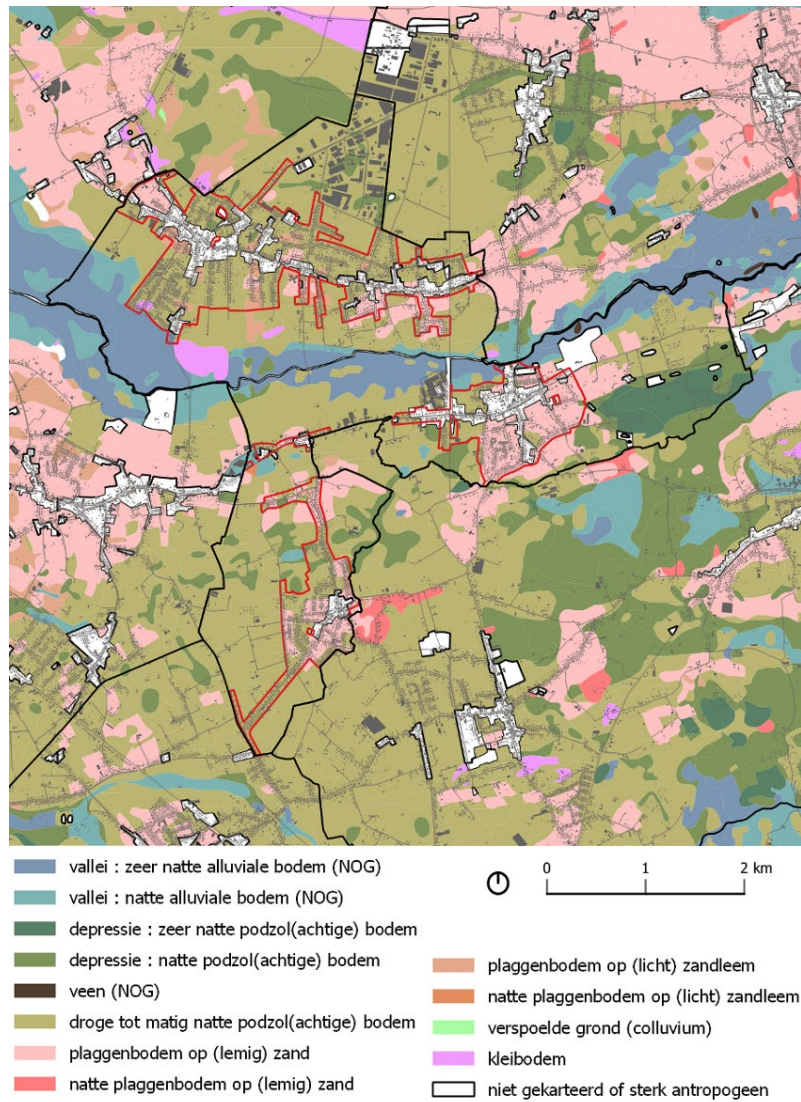 vallei : zeer natte alluviale bodem (NOG)
vallei : natte alluviale bodem (NOG)
depressie : zeer natte podzol(achtige) bodem
depressie : natte podzol(achtige) bodem
veen (NOG)
droge tot matig natte podzol(achtige) bodem
plaggenbodem op (lemig) zand
natte plaggenbodem op (lemig) zand
0 1 2 km
plaggenbodem op (licht) zandleem
natte plaggenbodem op (licht) zandleem
verspoelde grond (colluvium)
kleibodem
niet gekarteerd of sterk antropogeen